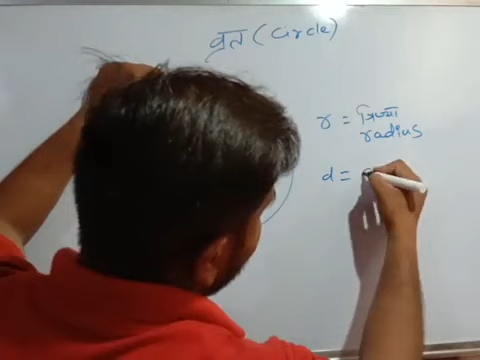 वृत (Circle)
r = त्रिज्या
radius
d =